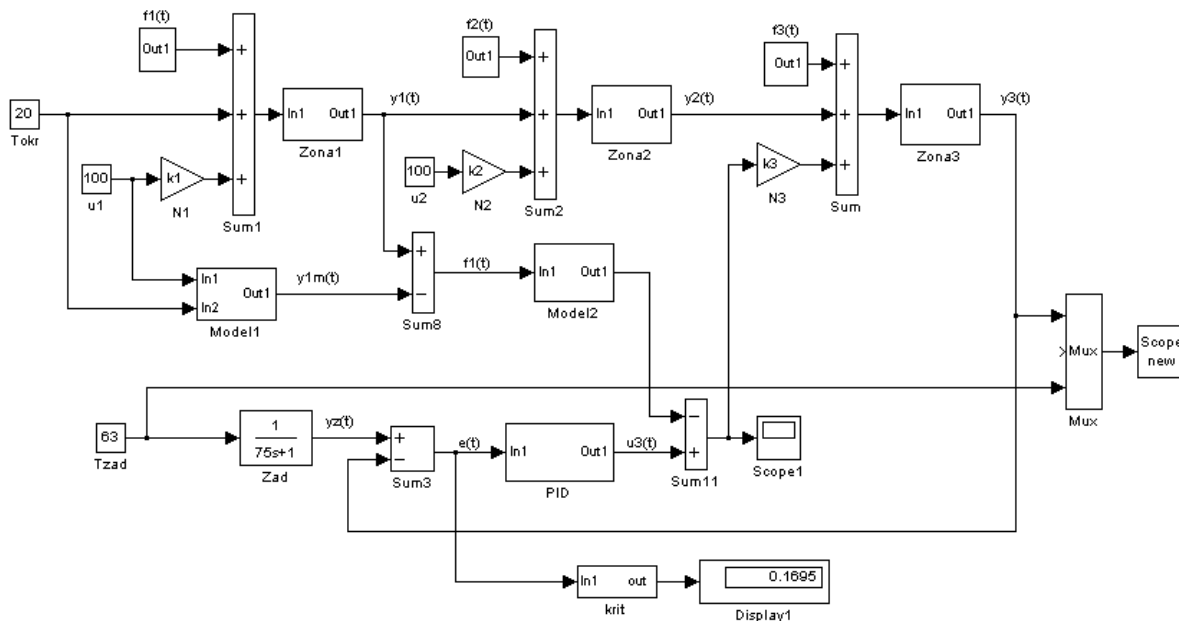 f1(t)
Out1
+
+
+
Sum1
20
Tokr
100
u1
k1
N1
In1 Out1
Zona1
y1(t)
f2(t)
Out1
+
+
+
Sum2
100
u2
k2
N2
In1 Out1
Zona2
y2(t)
f3(t)
Out1
+
+
+
Sum
k3
N3
In1 Out1
Zona3
y3(t)
In1
In2
Out1
Model1
y1m(t)
+
−
Sum8
f1(t)
In1 Out1
Model2
63
Tzad
1
75s+1
Zad
yz(t)
+
−
Sum3
e(t)
In1 Out1
PID
u3(t)
−
+
Sum11
Scope1
Mux
Mux
Scope
new
In1 out
krit
0.1695
Display1